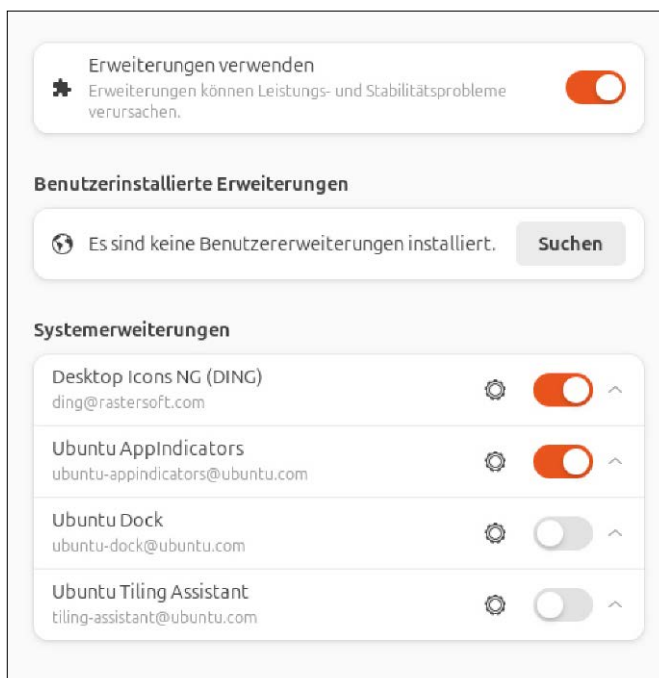 Erweiterungen verwenden
Erweiterungen können Leistungs- und Stabilitätsprobleme
verursachen.
Benutzerinstallierte Erweiterungen
Es sind keine Benutzererweiterungen installiert.
Suchen
Systemerweiterungen
Desktop Icons NG (DING)
ding@rastersoft.com
Ubuntu AppIndicators
ubuntu-appindicators@ubuntu.com
Ubuntu Dock
ubuntu-dock@ubuntu.com
Ubuntu Tiling Assistant
tiling-assistant@ubuntu.com